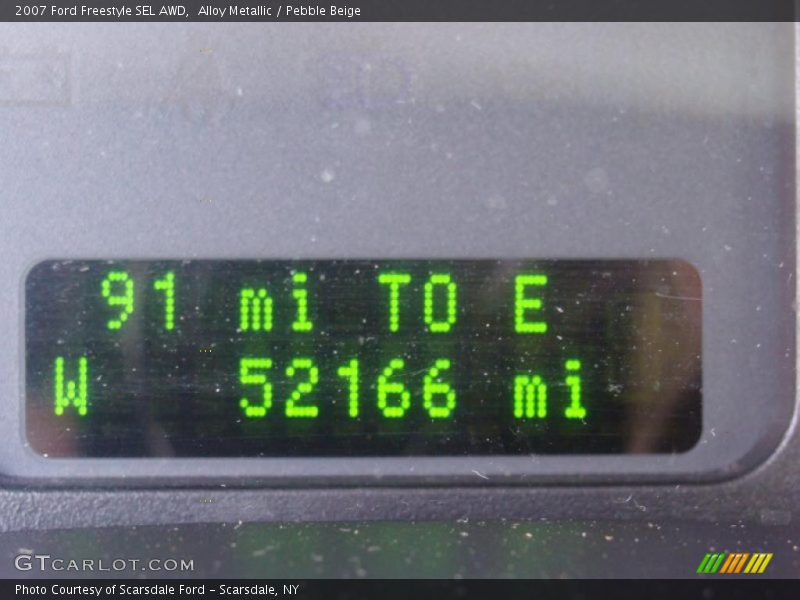 2007 Ford Freestyle SEL AWD,  Alloy Metallic / Pebble Beige
91 mi TO E
W 52166 mi
GTCARLOT.COM
Photo Courtesy of Scarsdale Ford - Scarsdale, NY